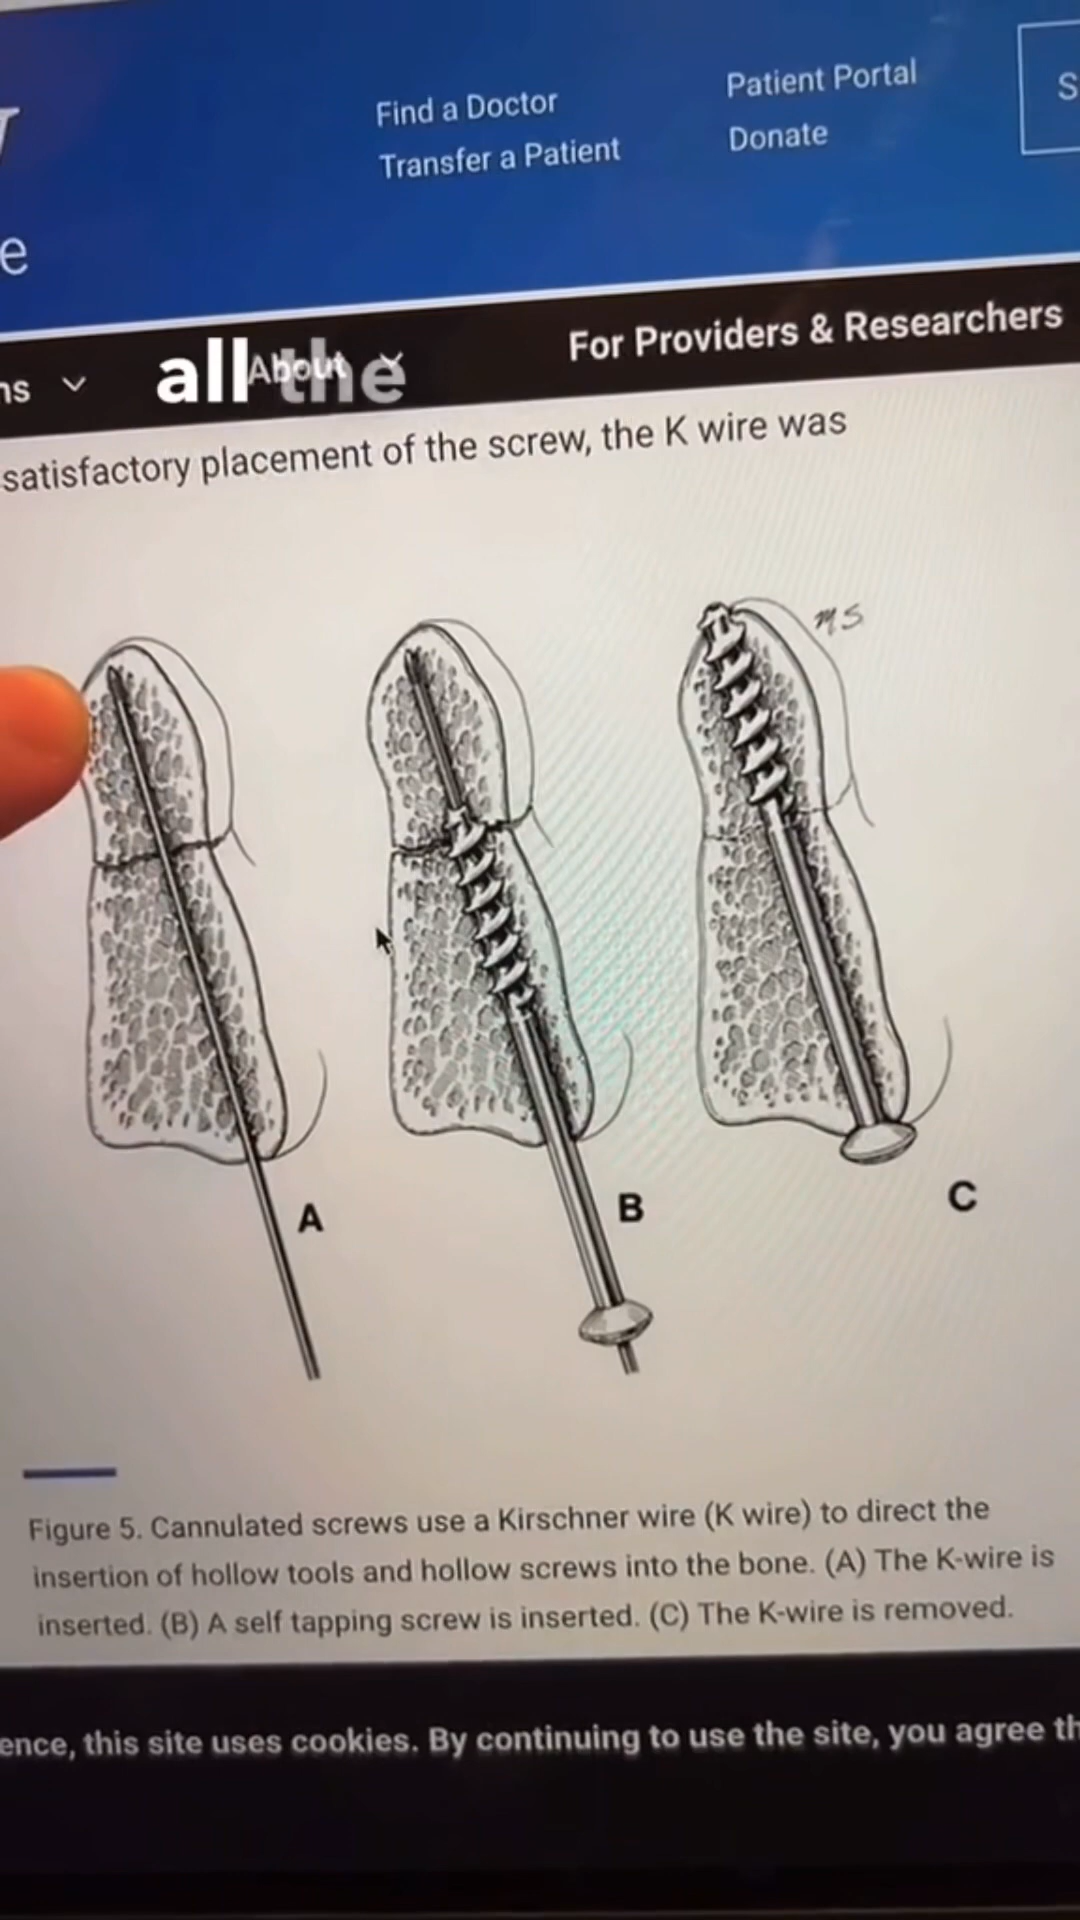 Find a Doctor
Transfer a Patient
Patient Portal
Donate
S
e
ns
About
all the
For Providers & Researchers
satisfactory placement of the screw, the K wire was
MS
A
B
C
Figure 5. Cannulated screws use a Kirschner wire (K wire) to direct the
insertion of hollow tools and hollow screws into the bone. (A) The K-wire is
inserted. (B) A self tapping screw is inserted. (C) The K-wire is removed.
ence, this site uses cookies. By continuing to use the site, you agree th